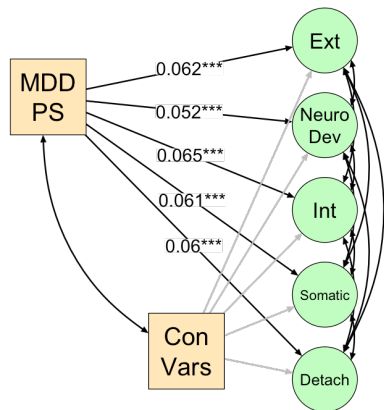 Ext
MDD
PS
0.062***
0.052***
Neuro
Dev
0.065***
0.061***
Int
0.06***
Somatic
Con
Vars
Detach